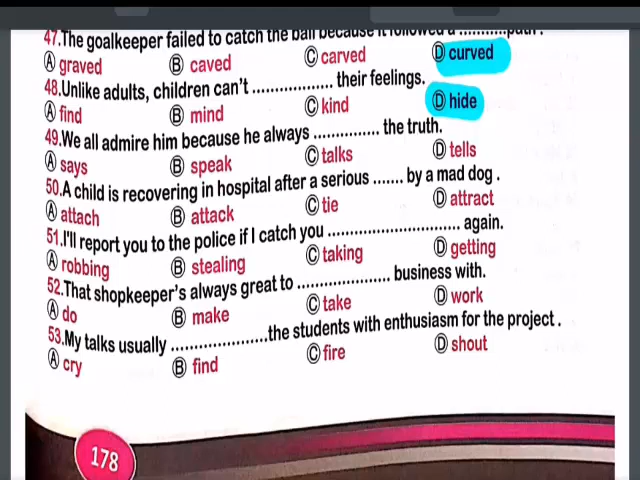 47.The goalkeeper failed to catch the ball because it followed a ..........path .
Ⓐ graved Ⓑ caved Ⓒ carved Ⓓ curved
48.Unlike adults, children can't .................. their feelings.
Ⓐ find Ⓑ mind Ⓒ kind Ⓓ hide
49.We all admire him because he always ............... the truth.
Ⓐ says Ⓑ speak Ⓒ talks Ⓓ tells
50.A child is recovering in hospital after a serious ....... by a mad dog .
Ⓐ attach Ⓑ attack Ⓒ tie Ⓓ attract
51.I'll report you to the police if I catch you .............................. again.
Ⓐ robbing Ⓑ stealing Ⓒ taking Ⓓ getting
52.That shopkeeper's always great to ..................... business with.
Ⓐ do Ⓑ make Ⓒ take Ⓓ work
53.My talks usually ......................the students with enthusiasm for the project .
Ⓐ cry Ⓑ find Ⓒ fire Ⓓ shout
178